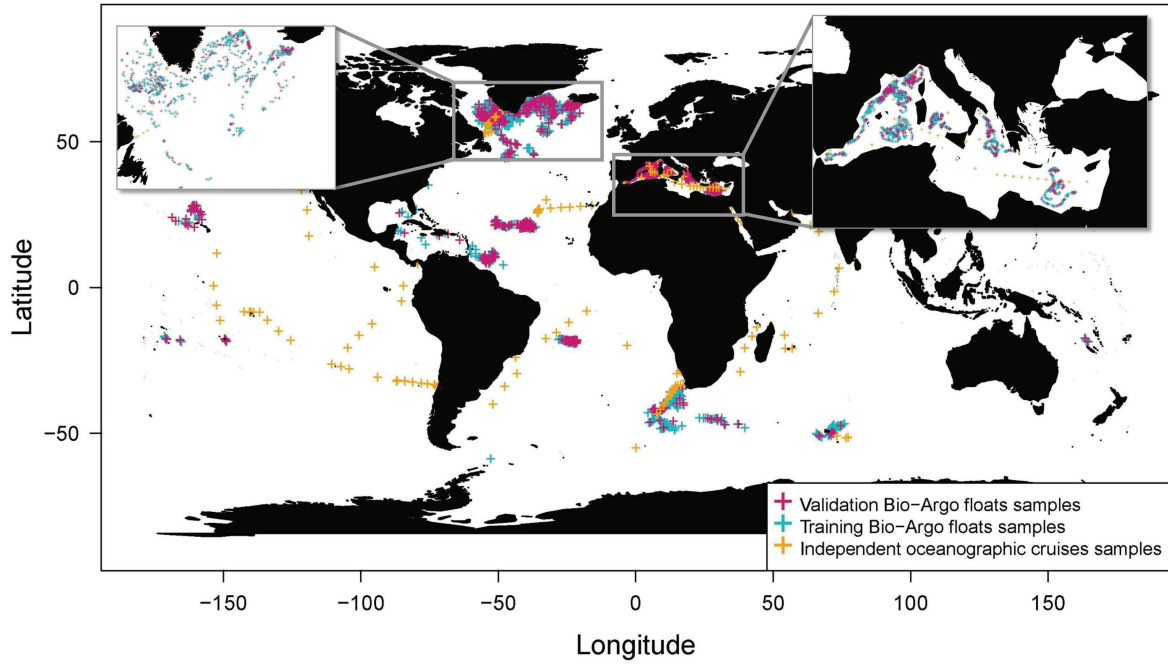 50
0
−50
Latitude
−150
−100
−50
0
50
100
150
Longitude
Validation Bio−Argo floats samples
Training Bio−Argo floats samples
Independent oceanographic cruises samples